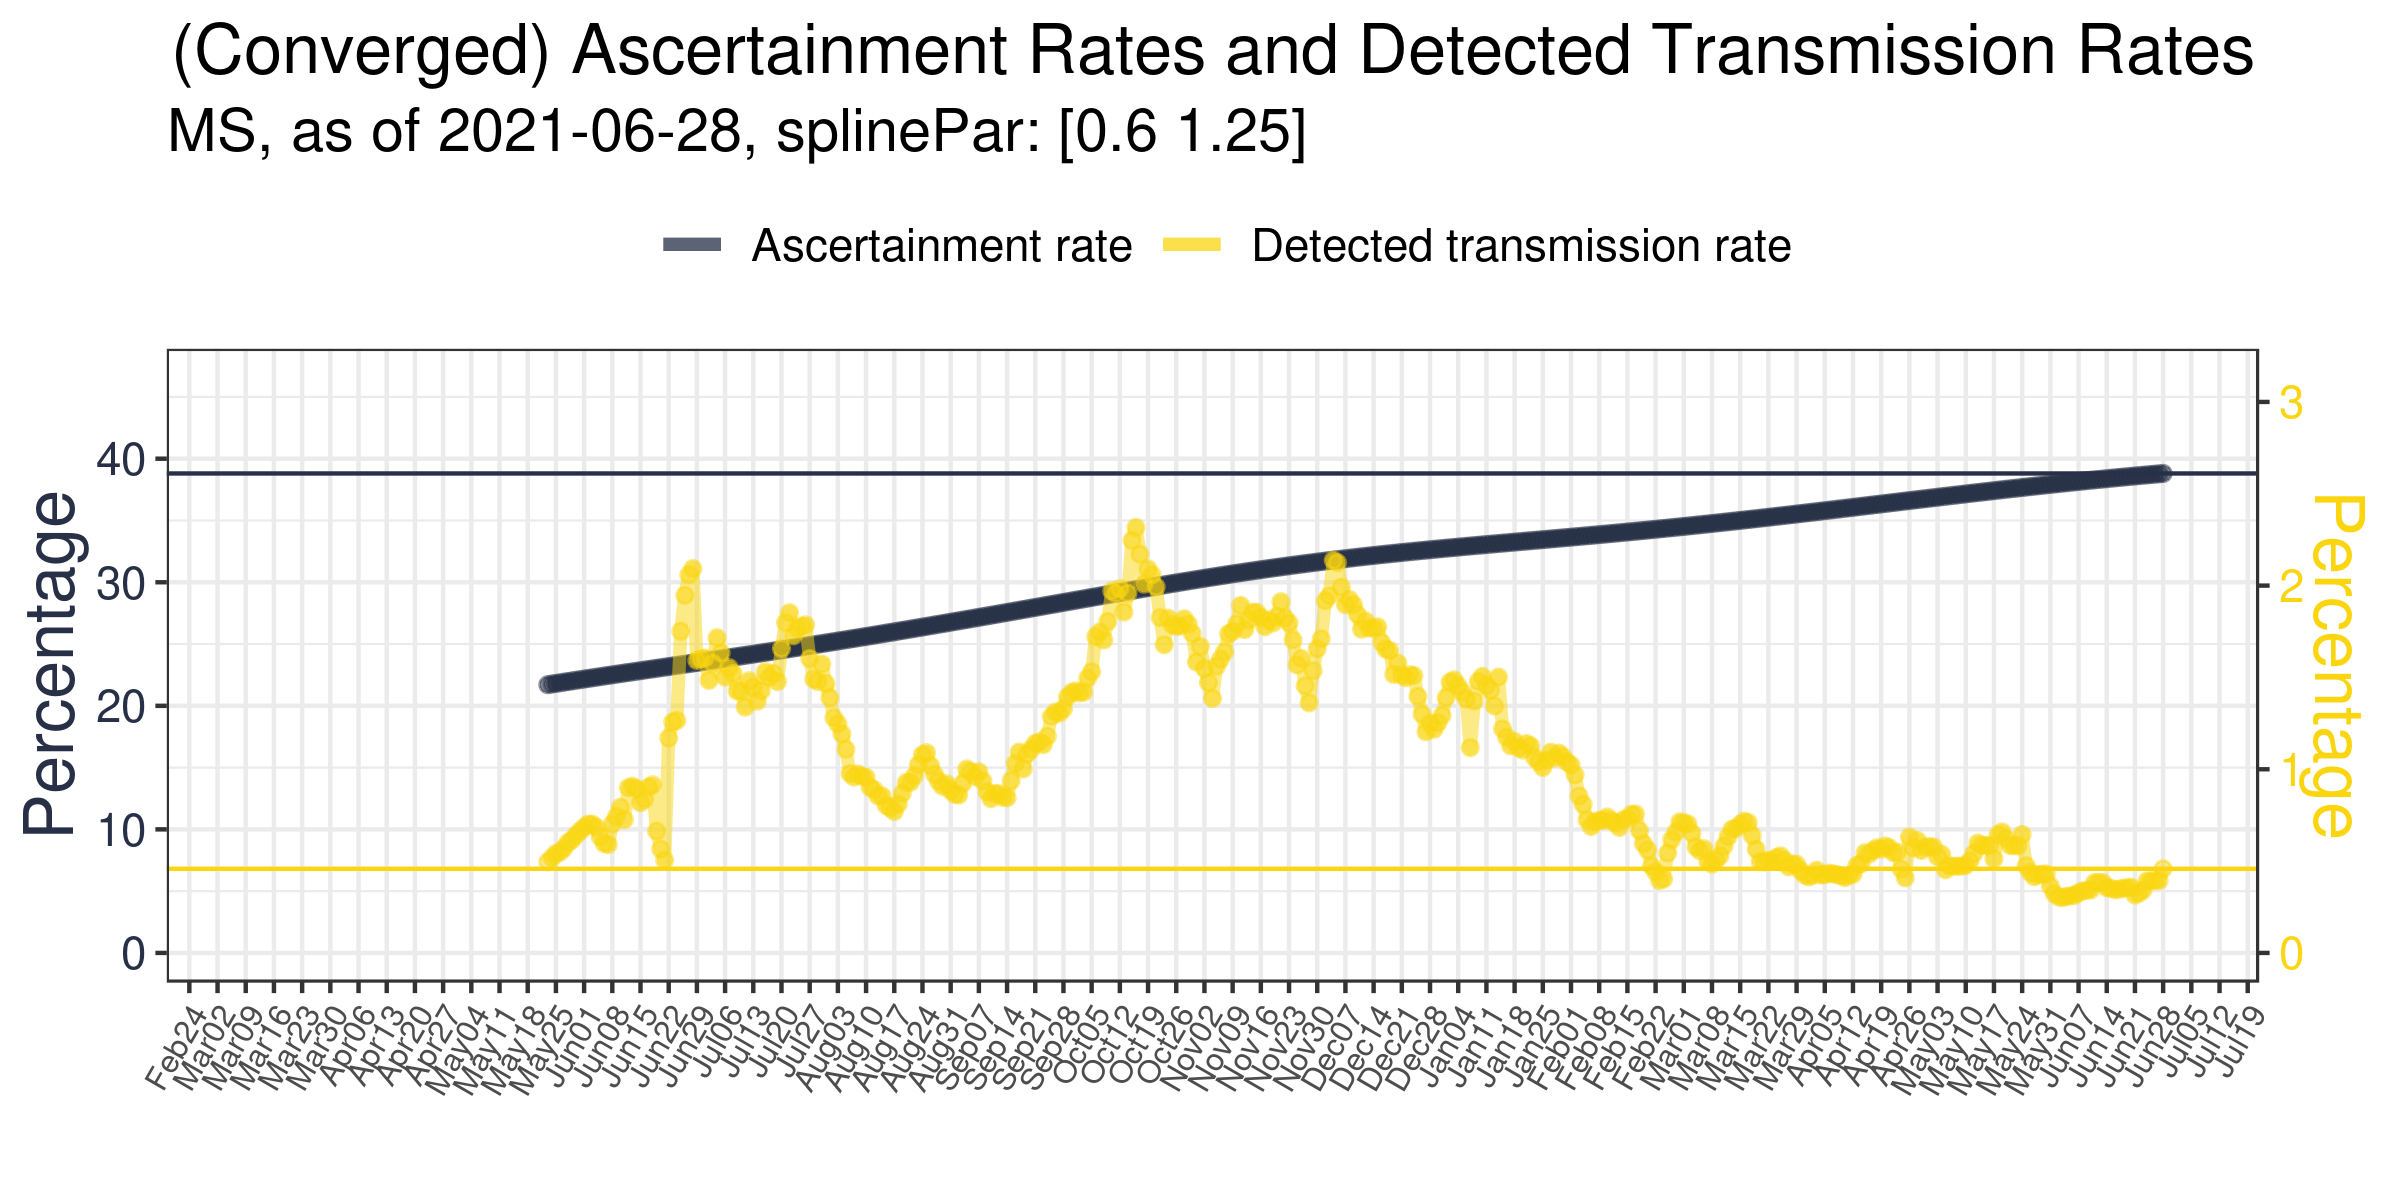 (Converged) Ascertainment Rates and Detected Transmission Rates
MS, as of 2021-06-28, splinePar: [0.6 1.25]
Ascertainment rate
Detected transmission rate
Percentage
40
30
20
10
0
3
2
1
0
Percentage
Feb24 Mar02 Mar09 Mar16 Mar23 Mar30 Apr06 Apr13 Apr20 Apr27 May04 May11 May18 May25 Jun01 Jun08 Jun15 Jun22 Jun29 Jul06 Jul13 Jul20 Jul27 Aug03 Aug10 Aug17 Aug24 Aug31 Sep07 Sep14 Sep21 Sep28 Oct05 Oct12 Oct19 Oct26 Nov02 Nov09 Nov16 Nov23 Nov30 Dec07 Dec14 Dec21 Dec28 Jan04 Jan11 Jan18 Jan25 Feb01 Feb08 Feb15 Feb22 Mar01 Mar08 Mar15 Mar22 Mar29 Apr05 Apr12 Apr19 Apr26 May03 May10 May17 May24 May31 Jun07 Jun14 Jun21 Jun28 Jul05 Jul12 Jul19